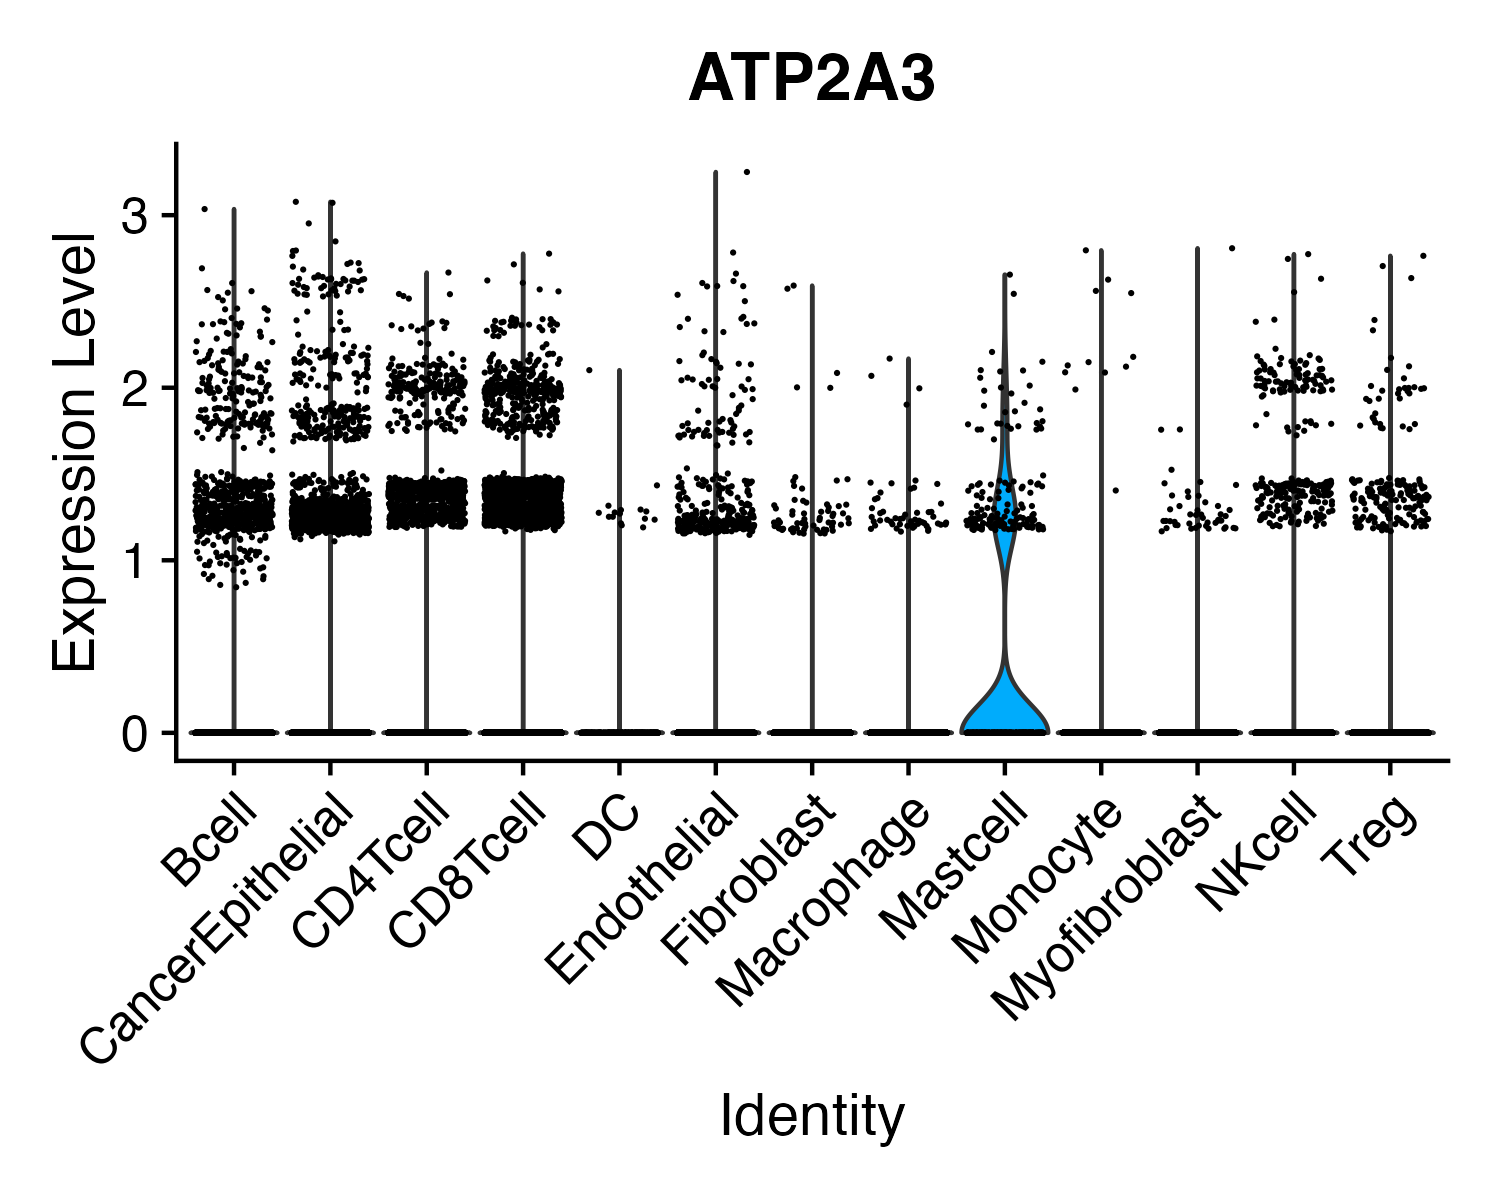 ATP2A3
Expression Level
3
2
1
0
Bcell
CancerEpithelial
CD4Tcell
CD8Tcell
DC
Endothelial
Fibroblast
Macrophage
Mastcell
Monocyte
Myofibroblast
NKcell
Treg
Identity